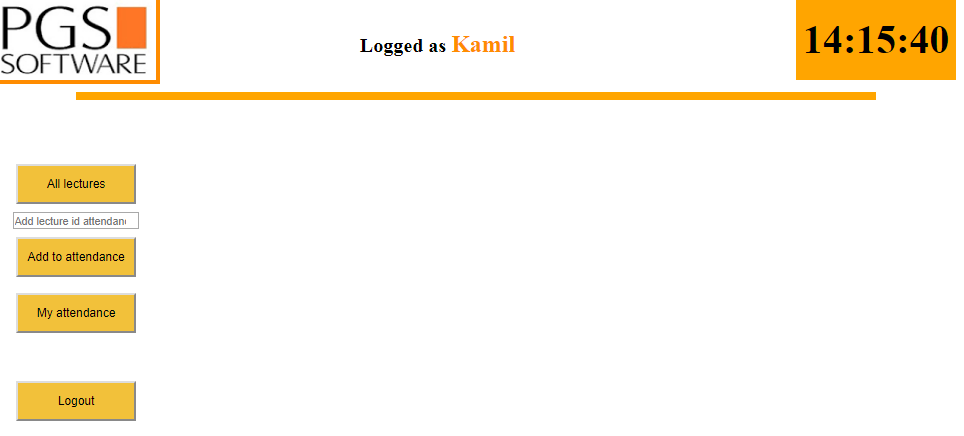 PGS
SOFTWARE
Logged as Kamil
14:15:40
All lectures
Add lecture id attendan
Add to attendance
My attendance
Logout